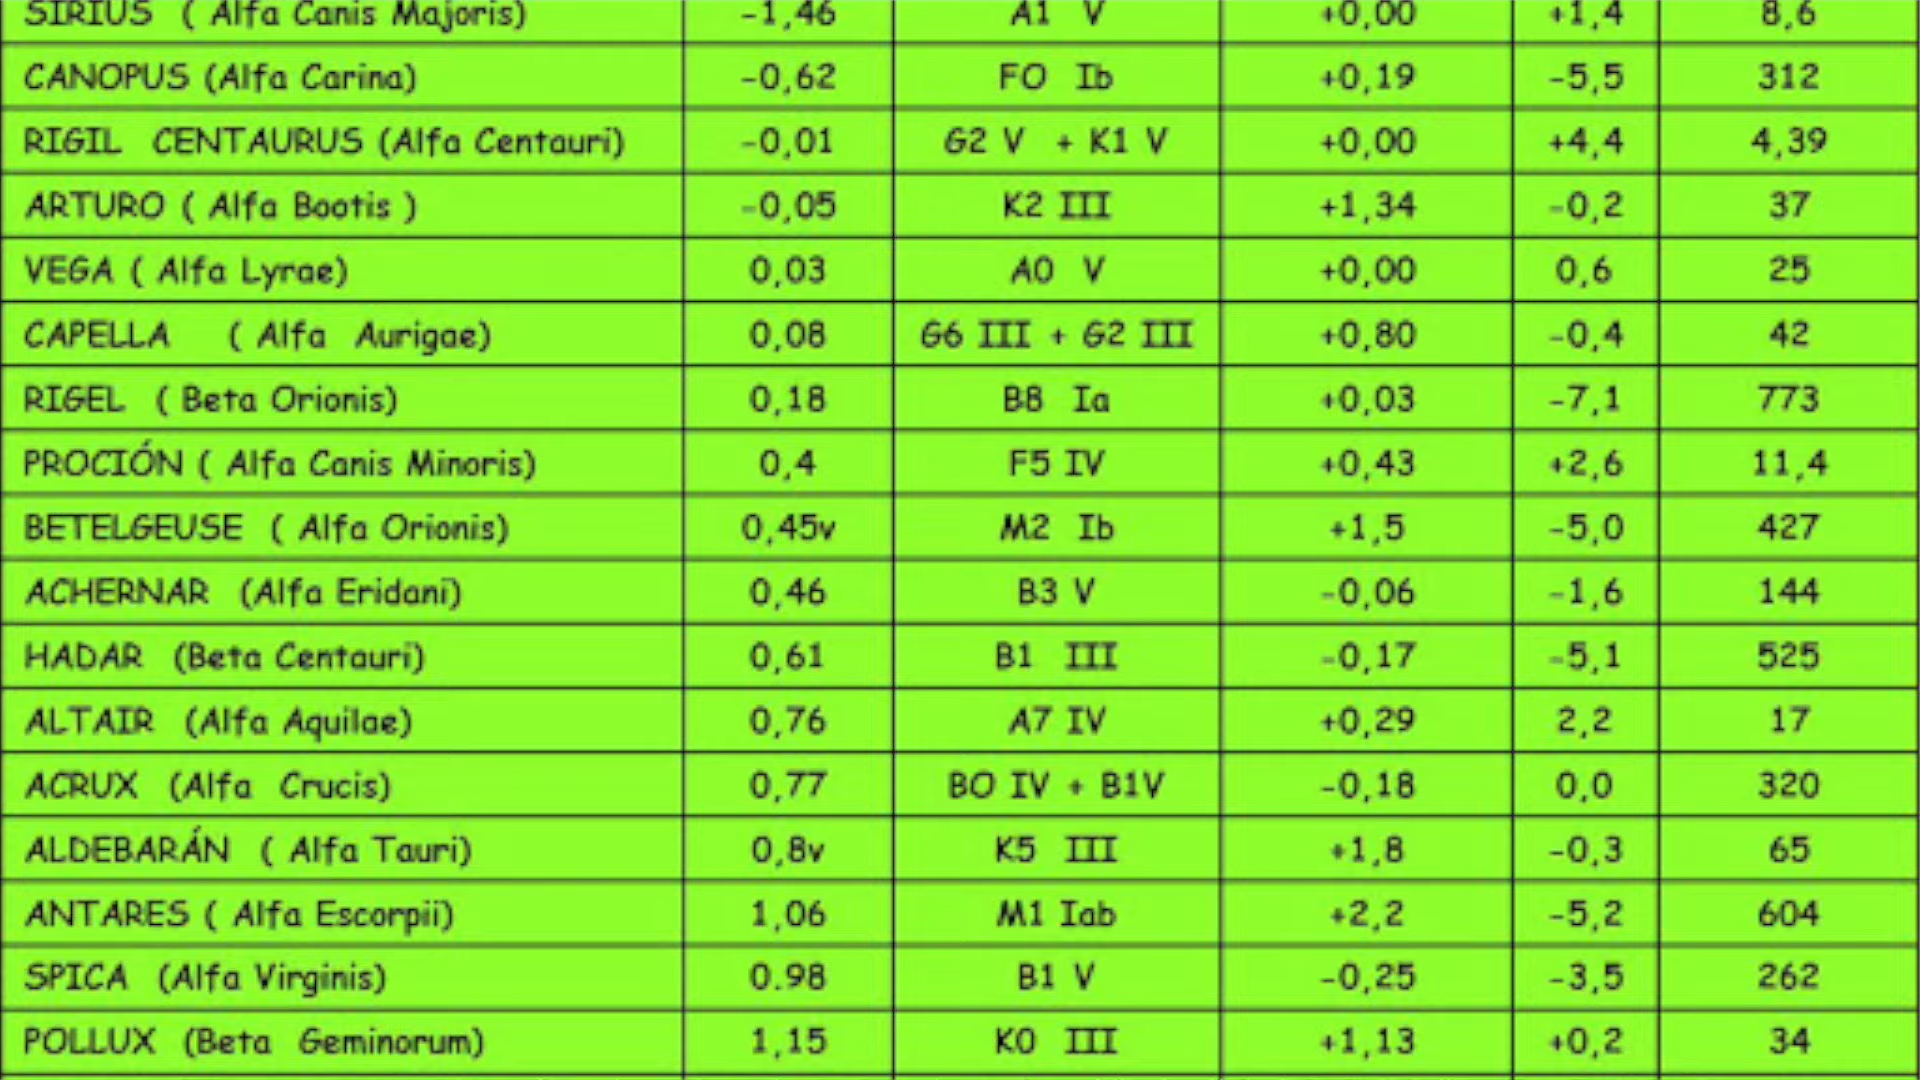 SIRIUS ( Alfa Canis Majoris) -1,46 A1 V +0,00 +1,4 8,6
CANOPUS (Alfa Carina) -0,62 FO Ib +0,19 -5,5 312
RIGIL CENTAURUS (Alfa Centauri) -0,01 G2 V + K1 V +0,00 +4,4 4,39
ARTURO ( Alfa Bootis ) -0,05 K2 III +1,34 -0,2 37
VEGA ( Alfa Lyrae) 0,03 A0 V +0,00 0,6 25
CAPELLA ( Alfa Aurigae) 0,08 G6 III + G2 III +0,80 -0,4 42
RIGEL ( Beta Orionis) 0,18 B8 Ia +0,03 -7,1 773
PROCIÓN ( Alfa Canis Minoris) 0,4 F5 IV +0,43 +2,6 11,4
BETELGEUSE ( Alfa Orionis) 0,45v M2 Ib +1,5 -5,0 427
ACHERNAR (Alfa Eridani) 0,46 B3 V -0,06 -1,6 144
HADAR (Beta Centauri) 0,61 B1 III -0,17 -5,1 525
ALTAIR (Alfa Aquilae) 0,76 A7 IV +0,29 2,2 17
ACRUX (Alfa Crucis) 0,77 BO IV + B1V -0,18 0,0 320
ALDEBARÁN ( Alfa Tauri) 0,8v K5 III +1,8 -0,3 65
ANTARES ( Alfa Escorpii) 1,06 M1 Iab +2,2 -5,2 604
SPICA (Alfa Virginis) 0.98 B1 V -0,25 -3,5 262
POLLUX (Beta Geminorum) 1,15 K0 III +1,13 +0,2 34